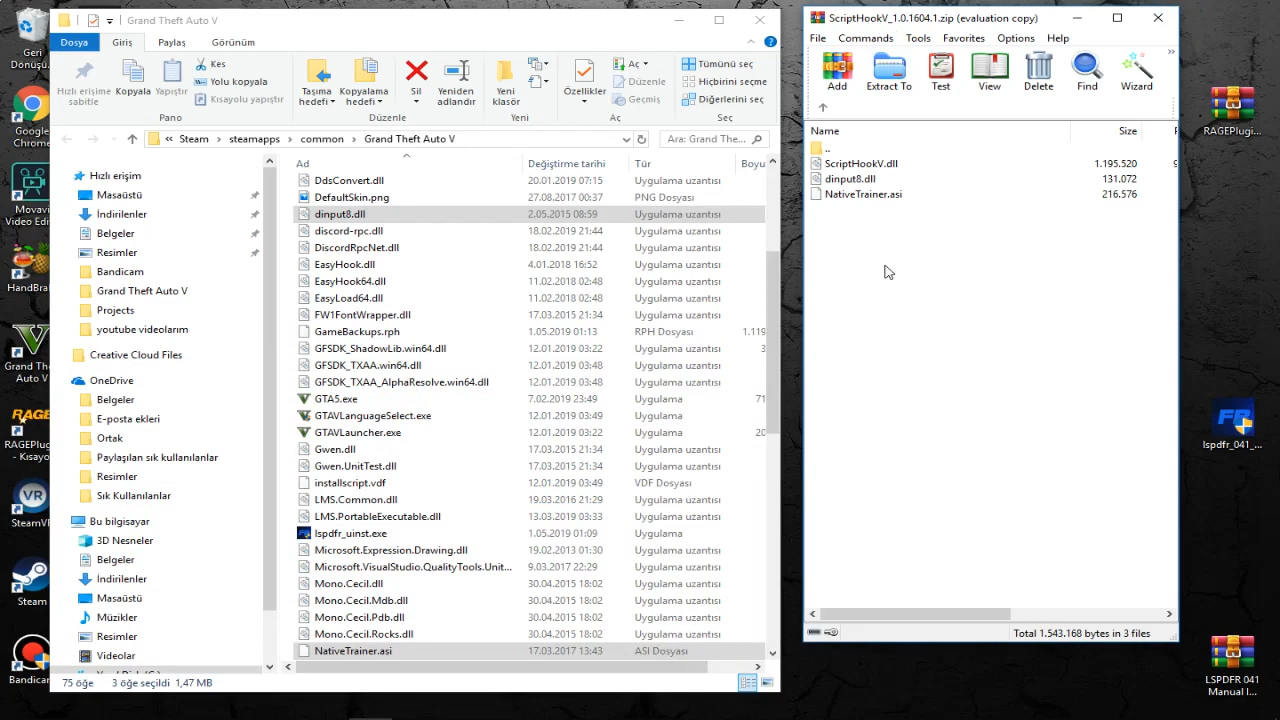 Geri
Dönüşü...
Google
Chrome
Movavi
Video Edi
HandBrak
Grand The
Auto V
RAGEPlug
- Kısayo
SteamVR
Steam
Bandicam
Grand Theft Auto V
Dosya Giriş Paylaş Görünüm
Hızlı erişime
sabitle
Kopyala
Yapıştır
Kes
Yolu kopyala
Kısayolu yapıştır
Pano
Taşıma
hedefi
Kopyalama
hedefi
Sil
Yeniden
adlandır
Düzenle
Yeni
klasör
Yeni
Özellikler
Aç
Düzenle
Geçmiş
Aç
Tümünü seç
Hiçbirini seçme
Diğerlerini seç
Seç
« Steam › steamapps › common › Grand Theft Auto V
Ara: Grand The...
Hızlı erişim
Masaüstü
İndirilenler
Belgeler
Resimler
Bandicam
Grand Theft Auto V
Projects
youtube videolarım
Creative Cloud Files
OneDrive
Belgeler
E-posta ekleri
Ortak
Paylaşılan sık kullanılanlar
Resimler
Sık Kullanılanlar
Bu bilgisayar
3D Nesneler
Belgeler
İndirilenler
Masaüstü
Müzikler
Resimler
Videolar
Ad Değiştirme tarihi Tür Boyu
DdsConvert.dll 20.01.2019 07:15 Uygulama uzantısı
DefaultSkin.png 27.08.2017 00:37 PNG Dosyası
dinput8.dll 2.05.2015 08:59 Uygulama uzantısı
discord-rpc.dll 18.02.2019 21:44 Uygulama uzantısı
DiscordRpcNet.dll 18.02.2019 21:44 Uygulama uzantısı
EasyHook.dll 4.01.2018 16:52 Uygulama uzantısı
EasyHook64.dll 11.02.2018 02:48 Uygulama uzantısı
EasyLoad64.dll 11.02.2018 02:48 Uygulama uzantısı
FW1FontWrapper.dll 17.03.2015 21:34 Uygulama uzantısı
GameBackups.rph 1.05.2019 01:13 RPH Dosyası 1.119
GFSDK_ShadowLib.win64.dll 12.01.2019 03:22 Uygulama uzantısı 3
GFSDK_TXAA.win64.dll 12.01.2019 03:48 Uygulama uzantısı
GFSDK_TXAA_AlphaResolve.win64.dll 12.01.2019 03:48 Uygulama uzantısı
GTA5.exe 7.02.2019 23:49 Uygulama 71
GTAVLanguageSelect.exe 12.01.2019 03:49 Uygulama
GTAVLauncher.exe 12.01.2019 03:22 Uygulama 20
Gwen.dll 17.03.2015 21:34 Uygulama uzantısı
Gwen.UnitTest.dll 17.03.2015 21:34 Uygulama uzantısı
installscript.vdf 12.01.2019 03:49 VDF Dosyası
LMS.Common.dll 19.03.2016 21:29 Uygulama uzantısı
LMS.PortableExecutable.dll 13.03.2019 03:33 Uygulama uzantısı
lspdfr_uinst.exe 1.05.2019 01:09 Uygulama
Microsoft.Expression.Drawing.dll 19.02.2013 01:30 Uygulama uzantısı
Microsoft.VisualStudio.QualityTools.Unit... 9.03.2017 22:29 Uygulama uzantısı
Mono.Cecil.dll 30.04.2015 18:02 Uygulama uzantısı
Mono.Cecil.Mdb.dll 30.04.2015 18:02 Uygulama uzantısı
Mono.Cecil.Pdb.dll 30.04.2015 18:02 Uygulama uzantısı
Mono.Cecil.Rocks.dll 30.04.2015 18:02 Uygulama uzantısı
NativeTrainer.asi 17.03.2017 13:43 ASI Dosyası
75 öğe 3 öğe seçildi 1,47 MB
ScriptHookV_1.0.1604.1.zip (evaluation copy)
File Commands Tools Favorites Options Help
Add Extract To Test View Delete Find Wizard
Name Size
..
ScriptHookV.dll 1.195.520
dinput8.dll 131.072
NativeTrainer.asi 216.576
Total 1.543.168 bytes in 3 files
RAGEPlugi...
FR
lspdfr_041_...
LSPDFR 041
Manual I...